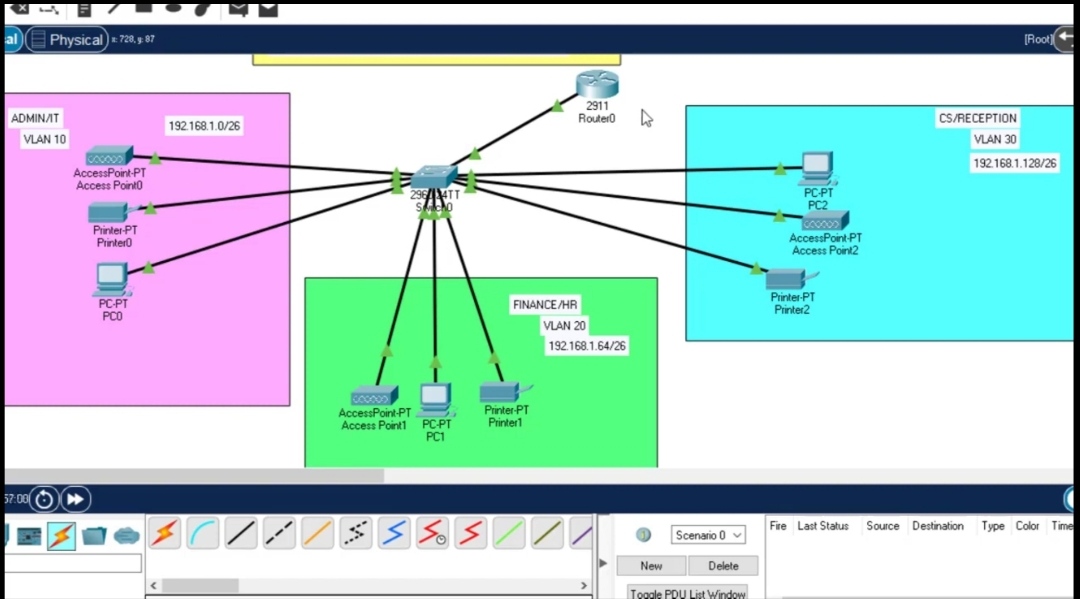 al
Physical
x: 728, y: 87
[Root]
2911
Router0
ADMIN/IT
VLAN 10
192.168.1.0/26
AccessPoint-PT
Access Point0
Printer-PT
Printer0
PC-PT
PC0
Switch0
CS/RECEPTION
VLAN 30
192.168.1.128/26
PC-PT
PC2
AccessPoint-PT
Access Point2
Printer-PT
Printer2
FINANCE/HR
VLAN 20
192.168.1.64/26
AccessPoint-PT
Access Point1
PC-PT
PC1
Printer-PT
Printer1
57:00
Scenario 0
New
Delete
Toggle PDU List Window
Fire Last Status Source Destination Type Color Time